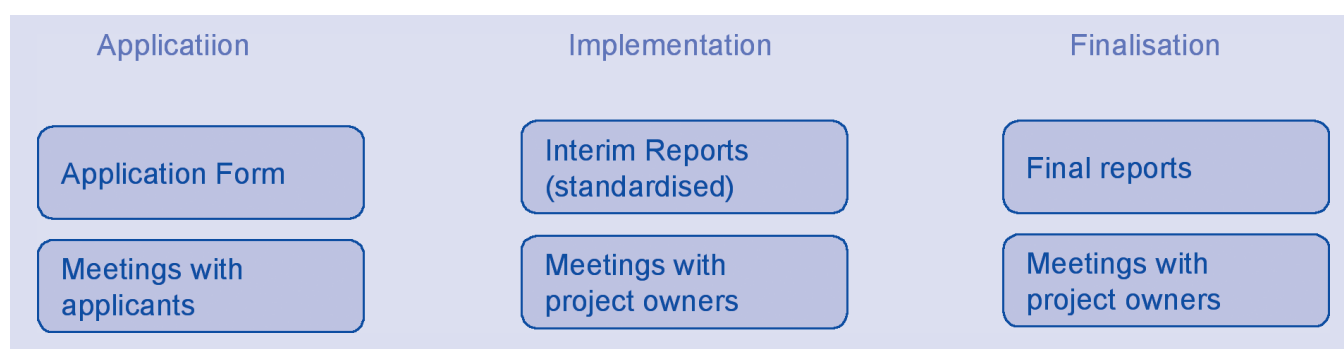 Applicatiion
Implementation
Finalisation
Application Form
Interim Reports
(standardised)
Final reports
Meetings with
applicants
Meetings with
project owners
Meetings with
project owners